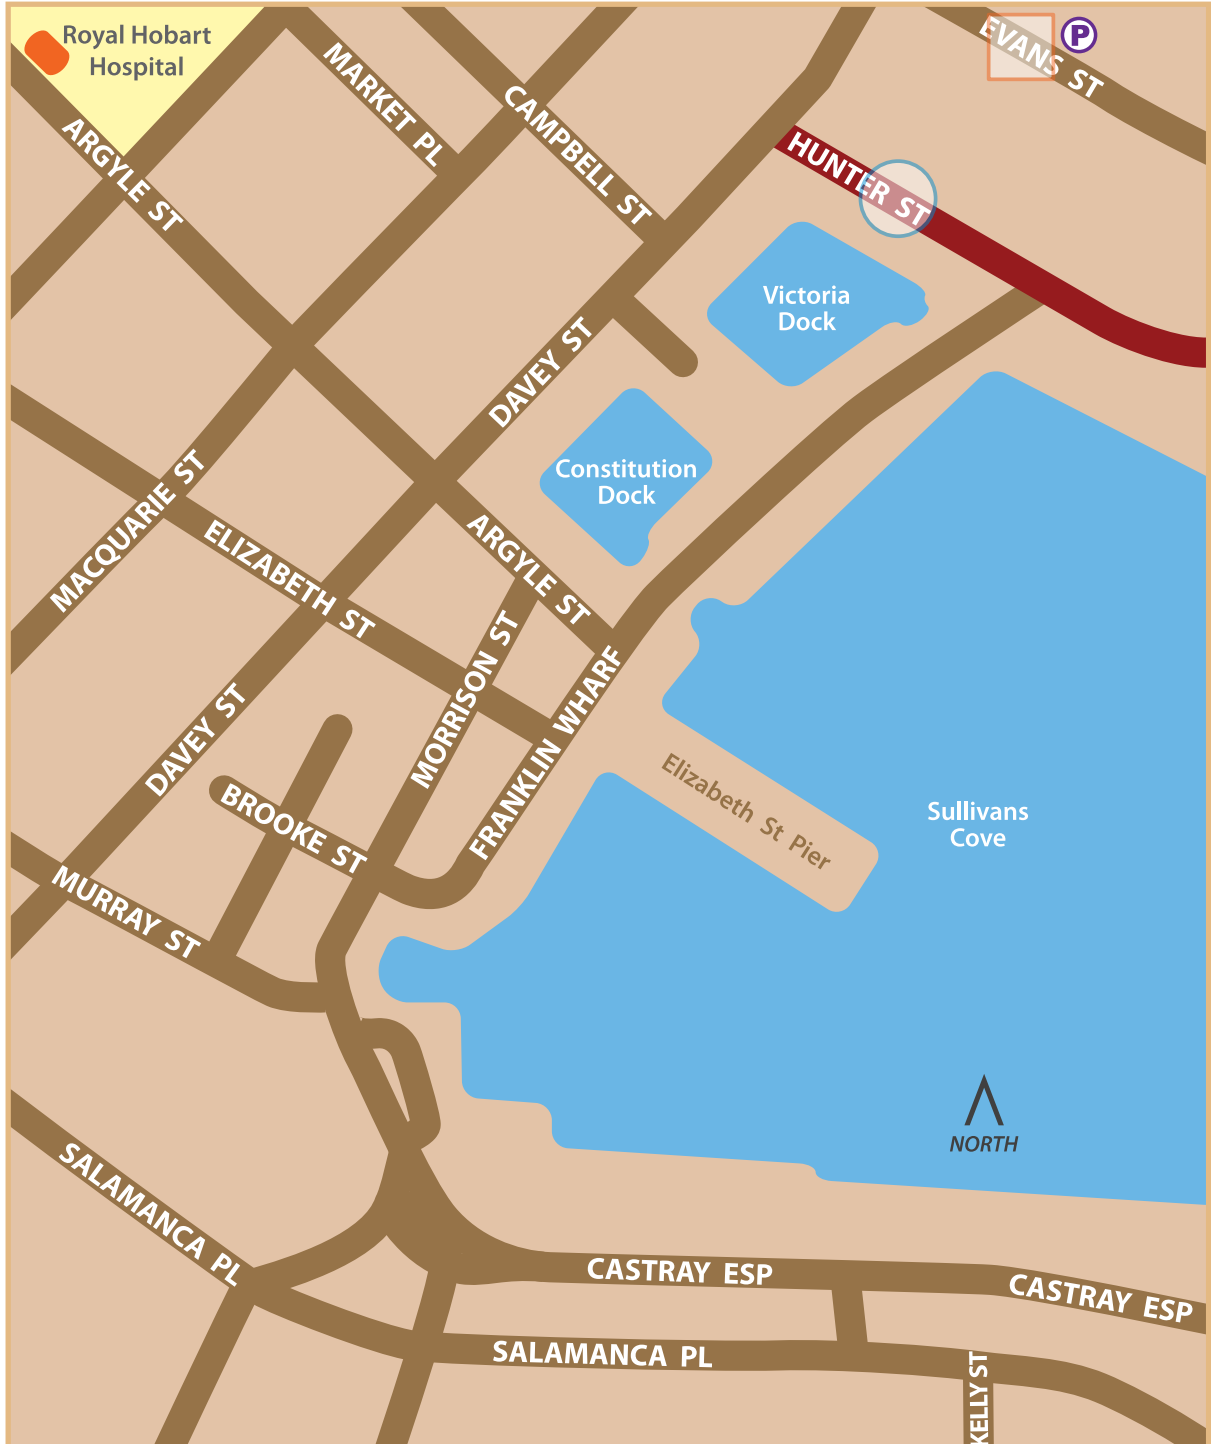 Royal Hobart
Hospital
P
EVANS ST
MARKET PL
CAMPBELL ST
ARGYLE ST
HUNTER ST
Victoria
Dock
DAVEY ST
Constitution
Dock
MACQUARIE ST
ELIZABETH ST
ARGYLE ST
MORRISON ST
FRANKLIN WHARF
DAVEY ST
BROOKE ST
Elizabeth St Pier
Sullivans
Cove
MURRAY ST
NORTH
SALAMANCA PL
CASTRAY ESP
CASTRAY ESP
SALAMANCA PL
KELLY ST